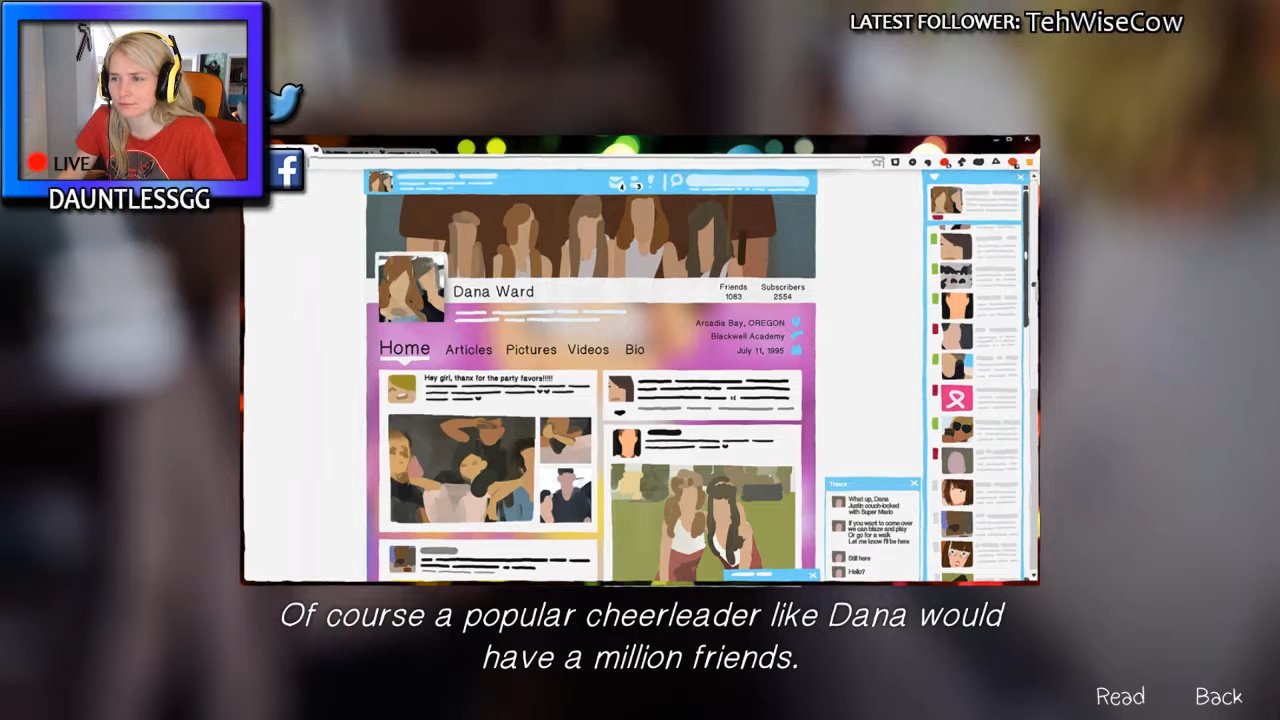 LATEST FOLLOWER: TehWiseCow
LIVE
DAUNTLESSGG
Dana Ward
Friends
1083
Subscribers
2554
Arcadia Bay, OREGON
Blackwell Academy
July 11, 1995
Home Articles Pictures Videos Bio
Hey girl, thanx for the party favors!!!!!
Trevor
What up, Dana
Justin couch-locked
with Super Mario
If you want to come over
we can blaze and play
Or go for a walk
Let me know I'll be here
Still here
Hello?
Of course a popular cheerleader like Dana would
have a million friends.
Read Back